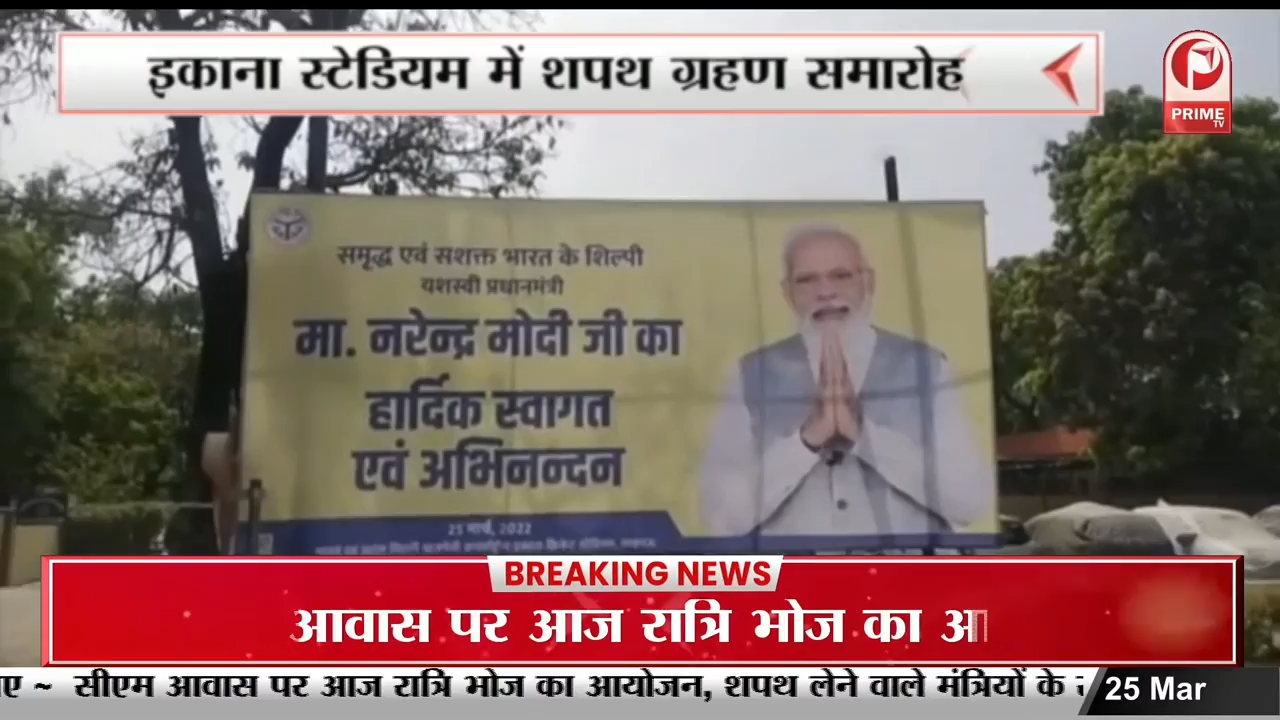 इकाना स्टेडियम में शपथ ग्रहण समारोह
PRIME
TV
समृद्ध एवं सशक्त भारत के शिल्पी
यशस्वी प्रधानमंत्री
मा. नरेन्द्र मोदी जी का
हार्दिक स्वागत
एवं अभिनन्दन
25 मार्च, 2022
BREAKING NEWS
आवास पर आज रात्रि भोज का आ
ए ~ सीएम आवास पर आज रात्रि भोज का आयोजन, शपथ लेने वाले मंत्रियों के
25 Mar